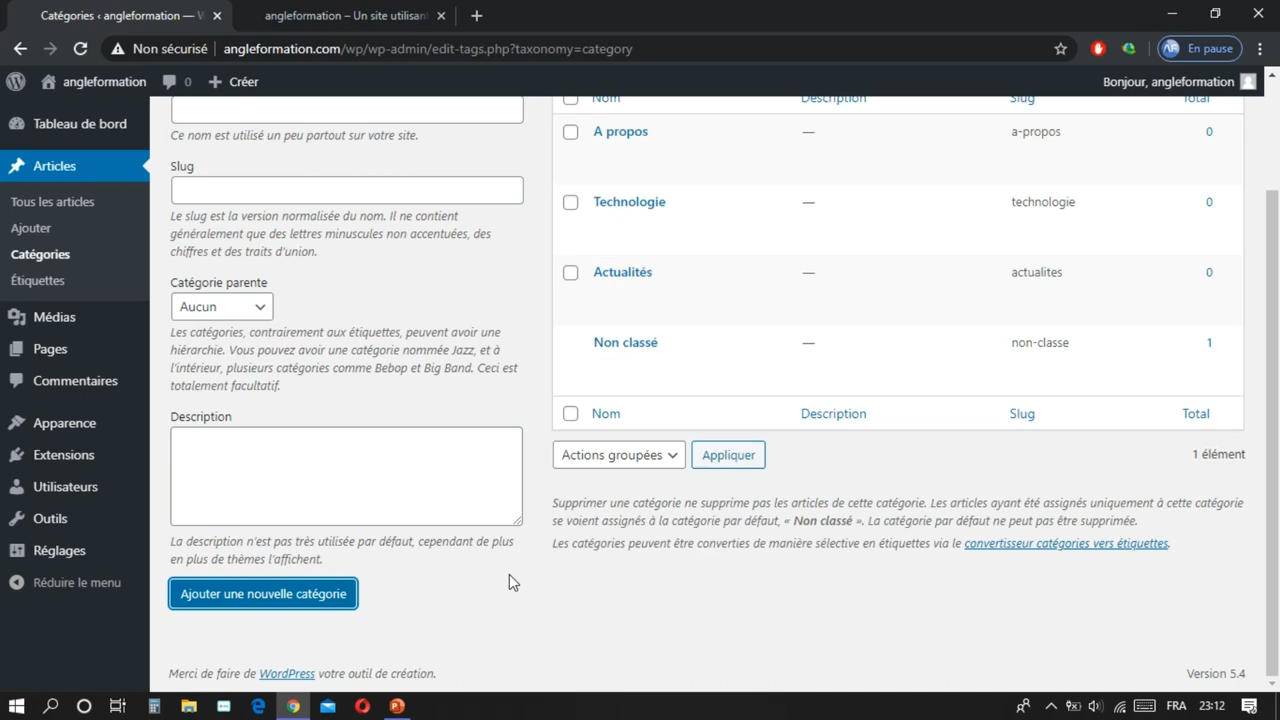 Catégories ‹ angleformation — W
angleformation – Un site utilisant
Non sécurisé
angleformation.com/wp/wp-admin/edit-tags.php?taxonomy=category
En pause
angleformation
0
Créer
Bonjour, angleformation
Tableau de bord
Articles
Tous les articles
Ajouter
Catégories
Étiquettes
Médias
Pages
Commentaires
Apparence
Extensions
Utilisateurs
Outils
Réglages
Réduire le menu
Ce nom est utilisé un peu partout sur votre site.
Slug
Le slug est la version normalisée du nom. Il ne contient
généralement que des lettres minuscules non accentuées, des
chiffres et des traits d'union.
Catégorie parente
Aucun
Les catégories, contrairement aux étiquettes, peuvent avoir une
hiérarchie. Vous pouvez avoir une catégorie nommée Jazz, et à
l'intérieur, plusieurs catégories comme Bebop et Big Band. Ceci est
totalement facultatif.
Description
La description n'est pas très utilisée par défaut, cependant de plus
en plus de thèmes l'affichent.
Ajouter une nouvelle catégorie
Nom Description Slug Total
A propos — a-propos 0
Technologie — technologie 0
Actualités — actualites 0
Non classé — non-classe 1
Nom Description Slug Total
Actions groupées Appliquer 1 élément
Supprimer une catégorie ne supprime pas les articles de cette catégorie. Les articles ayant été assignés uniquement à cette catégorie
se voient assignés à la catégorie par défaut, « Non classé ». La catégorie par défaut ne peut pas être supprimée.
Les catégories peuvent être converties de manière sélective en étiquettes via le convertisseur catégories vers étiquettes.
Merci de faire de WordPress votre outil de création.
Version 5.4
FRA 23:12